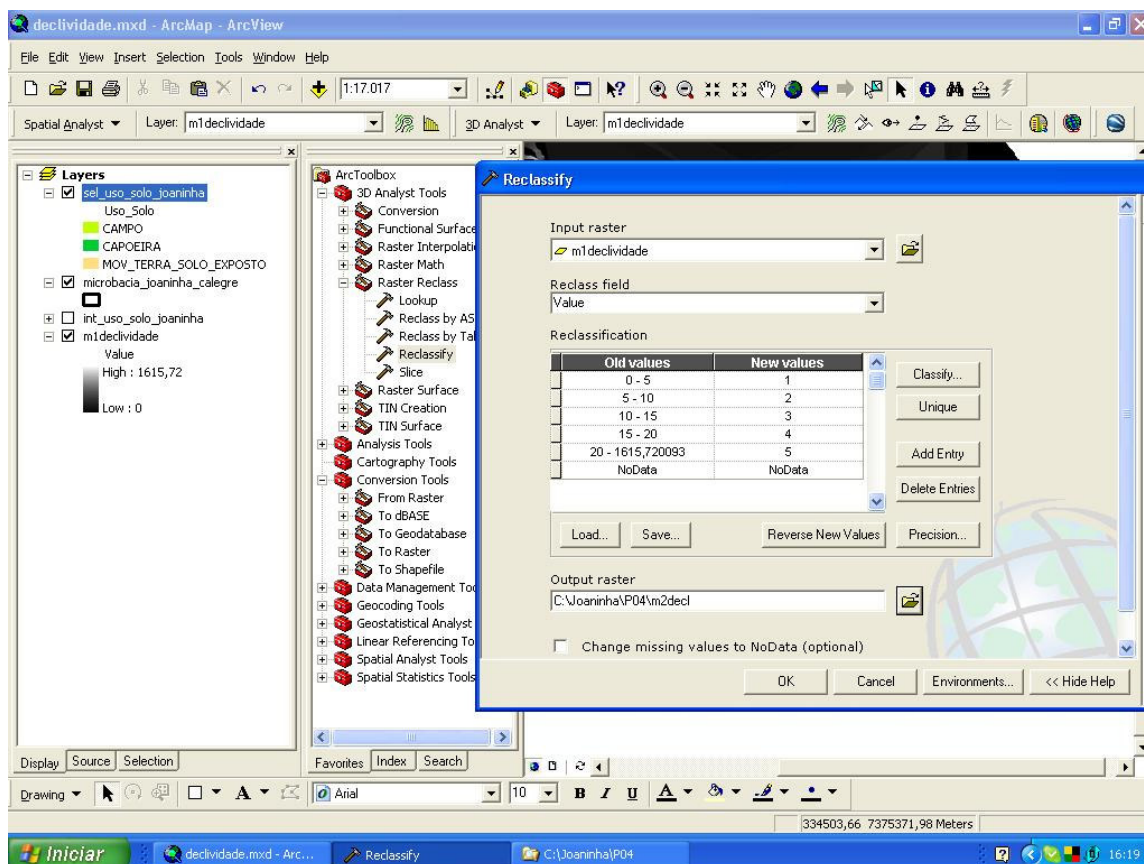 declividade.mxd - ArcMap - ArcView
File Edit View Insert Selection Tools Window Help
1:17.017
Spatial Analyst Layer: m1declividade 3D Analyst Layer: m1declividade
Layers
sel_uso_solo_joaninha
Uso_Solo
CAMPO
CAPOEIRA
MOV_TERRA_SOLO_EXPOSTO
microbacia_joaninha_calegre
int_uso_solo_joaninha
m1declividade
Value
High : 1615,72
Low : 0
Display Source Selection
ArcToolbox
3D Analyst Tools
Conversion
Functional Surface
Raster Interpolati
Raster Math
Raster Reclass
Lookup
Reclass by AS
Reclass by Tal
Reclassify
Slice
Raster Surface
TIN Creation
TIN Surface
Analysis Tools
Cartography Tools
Conversion Tools
From Raster
To dBASE
To Geodatabase
To Raster
To Shapefile
Data Management Too
Geocoding Tools
Geostatistical Analyst
Linear Referencing To
Spatial Analyst Tools
Spatial Statistics Tools
Favorites Index Search
Reclassify
Input raster
m1declividade
Reclass field
Value
Reclassification
Old values New values
0 - 5 1
5 - 10 2
10 - 15 3
15 - 20 4
20 - 1615,720093 5
NoData NoData
Classify...
Unique
Add Entry
Delete Entries
Load... Save... Reverse New Values Precision...
Output raster
C:\Joaninha\P04\m2decl
Change missing values to NoData (optional)
OK Cancel Environments... << Hide Help
Drawing A Arial 10 B I U A
334503,66 7375371,98 Meters
Iniciar declividade.mxd - Arc... Reclassify C:\Joaninha\P04 16:19